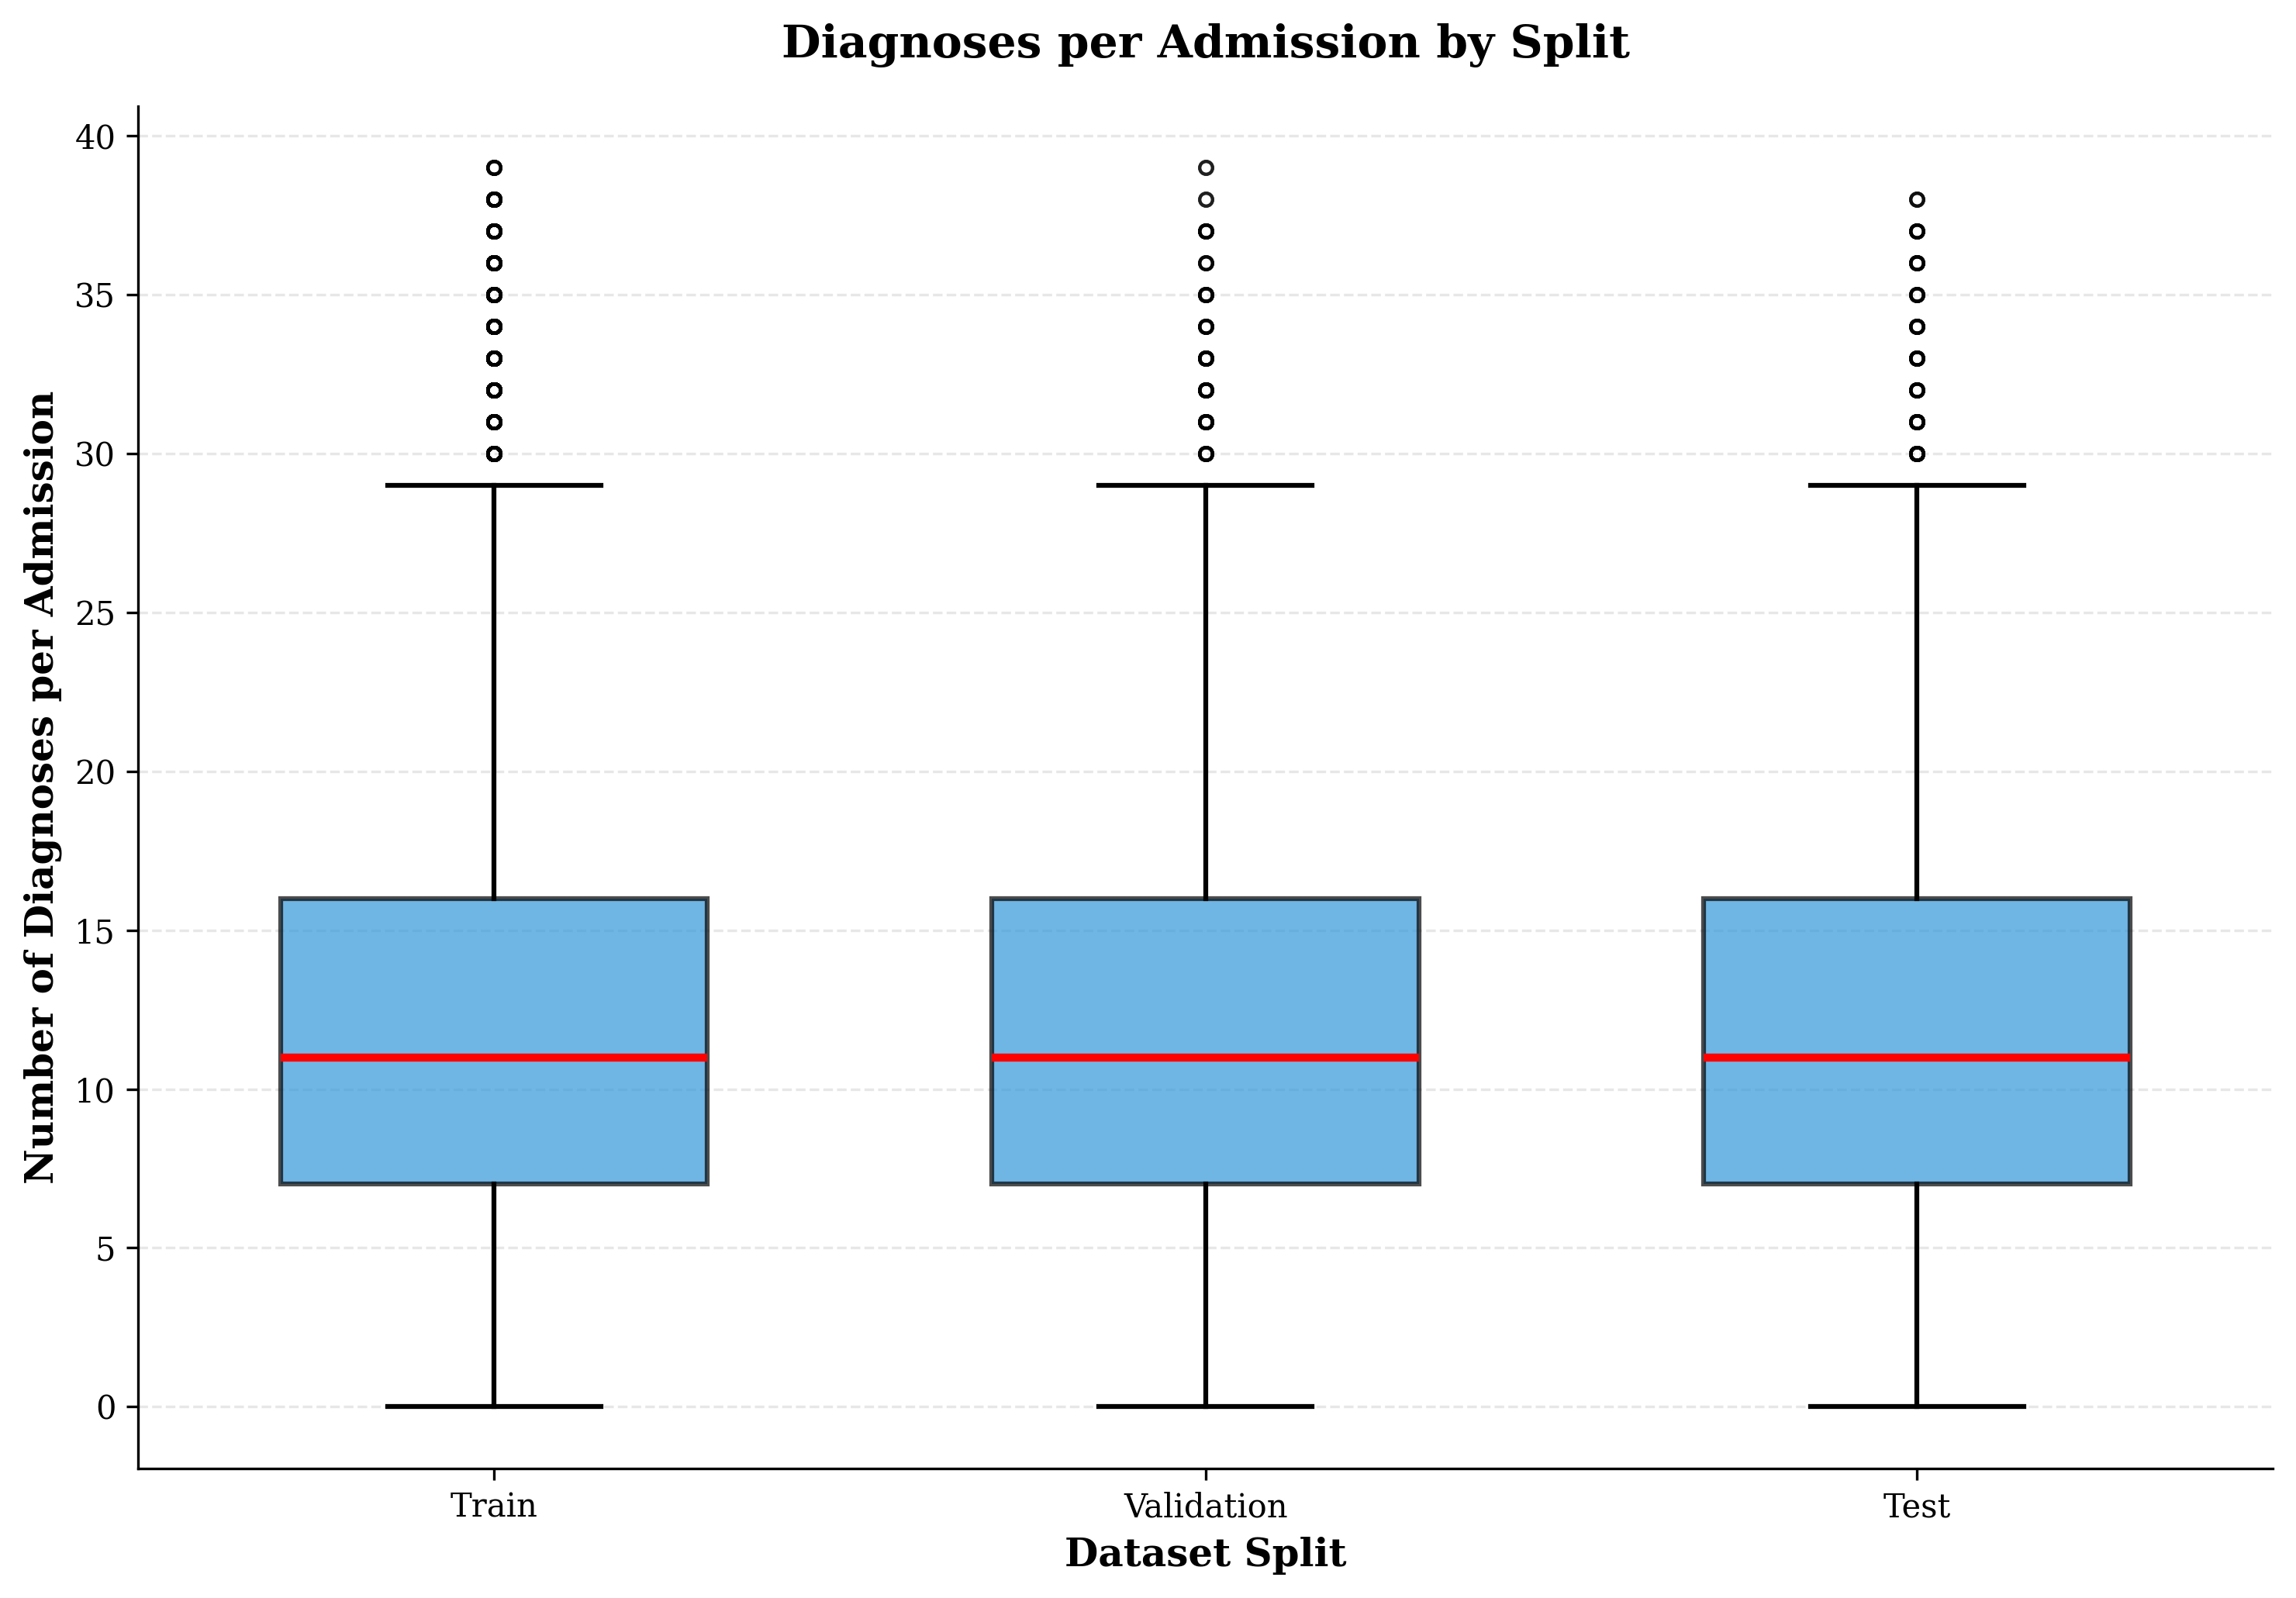 Diagnoses per Admission by Split
Number of Diagnoses per Admission
40
35
30
25
20
15
10
5
0
Train Validation Test
Dataset Split